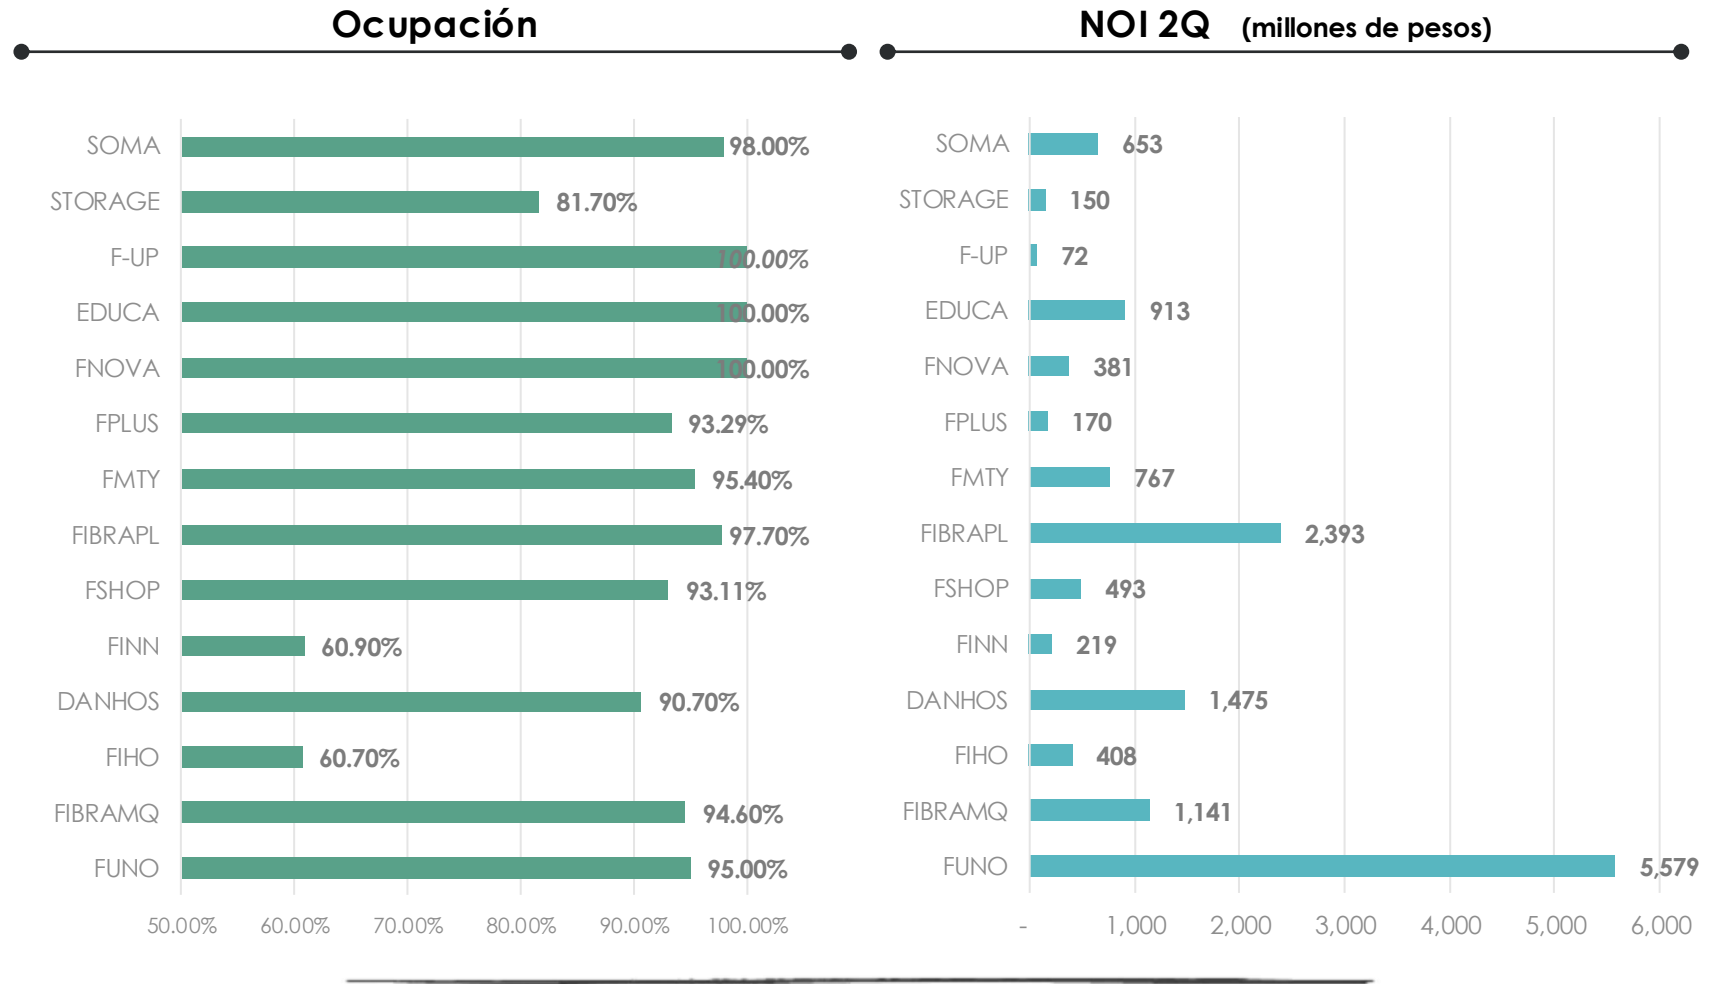 Ocupación
SOMA 98.00%
STORAGE 81.70%
F-UP 100.00%
EDUCA 100.00%
FNOVA 100.00%
FPLUS 93.29%
FMTY 95.40%
FIBRAPL 97.70%
FSHOP 93.11%
FINN 60.90%
DANHOS 90.70%
FIHO 60.70%
FIBRAMQ 94.60%
FUNO 95.00%
50.00% 60.00% 70.00% 80.00% 90.00% 100.00%
NOI 2Q (millones de pesos)
SOMA 653
STORAGE 150
F-UP 72
EDUCA 913
FNOVA 381
FPLUS 170
FMTY 767
FIBRAPL 2,393
FSHOP 493
FINN 219
DANHOS 1,475
FIHO 408
FIBRAMQ 1,141
FUNO 5,579
- 1,000 2,000 3,000 4,000 5,000 6,000